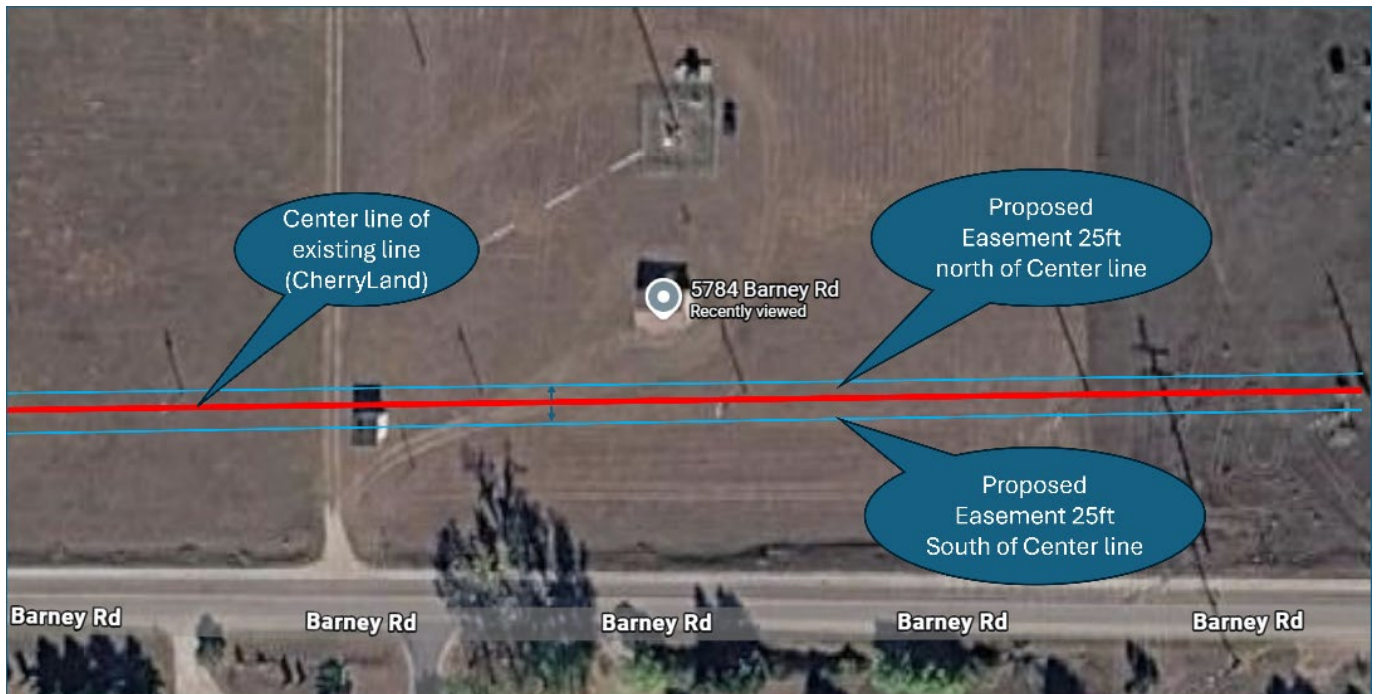 Center line of
existing line
(CherryLand)
Proposed
Easement 25ft
north of Center line
5784 Barney Rd
Recently viewed
Proposed
Easement 25ft
South of Center line
Barney Rd
Barney Rd
Barney Rd
Barney Rd
Barney Rd